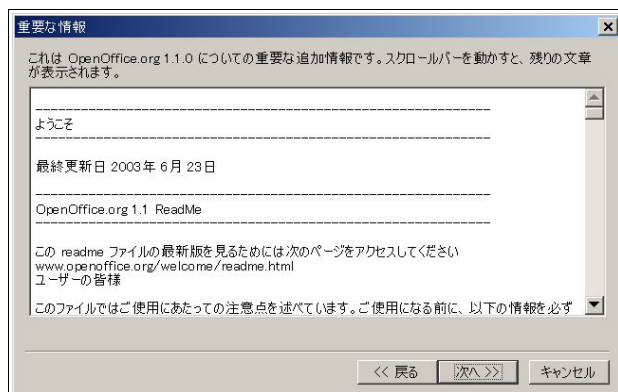 重要な情報
これは OpenOffice.org 1.1.0 についての重要な追加情報です。スクロールバーを動かすと、残りの文章
が表示されます。
----------------------------------------------------------------------
ようこそ
----------------------------------------------------------------------
最終更新日 2003年 6月 23日
----------------------------------------------------------------------
OpenOffice.org 1.1 ReadMe
----------------------------------------------------------------------
この readme ファイルの最新版を見るためには次のページをアクセスしてください
www.openoffice.org/welcome/readme.html
ユーザーの皆様
このファイルではご使用にあたっての注意点を述べています。ご使用になる前に、以下の情報を必ず
<< 戻る 次へ >> キャンセル